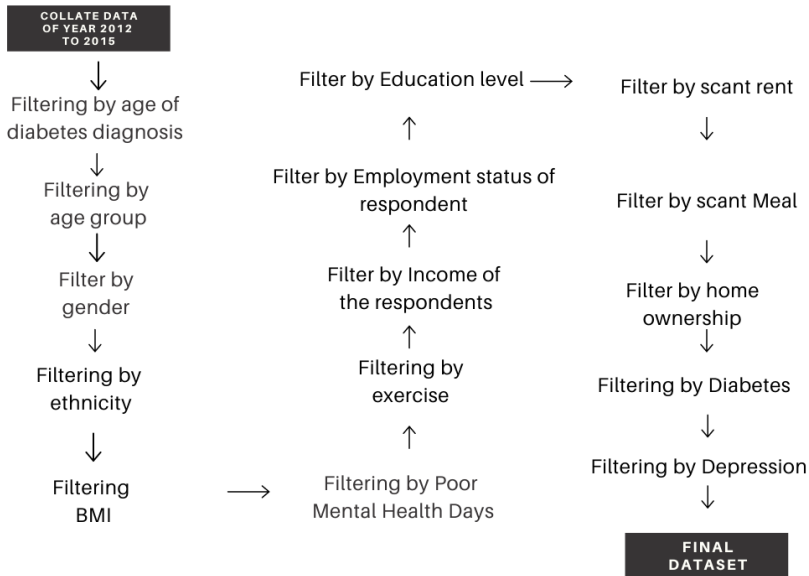 COLLATE DATA
OF YEAR 2012
TO 2015
Filtering by age of
diabetes diagnosis
Filtering by
age group
Filter by
gender
Filtering by
ethnicity
Filtering
BMI
Filtering by Poor
Mental Health Days
Filtering by
exercise
Filter by Income of
the respondents
Filter by Employment status of
respondent
Filter by Education level
Filter by scant rent
Filter by scant Meal
Filter by home
ownership
Filtering by Diabetes
Filtering by Depression
FINAL
DATASET